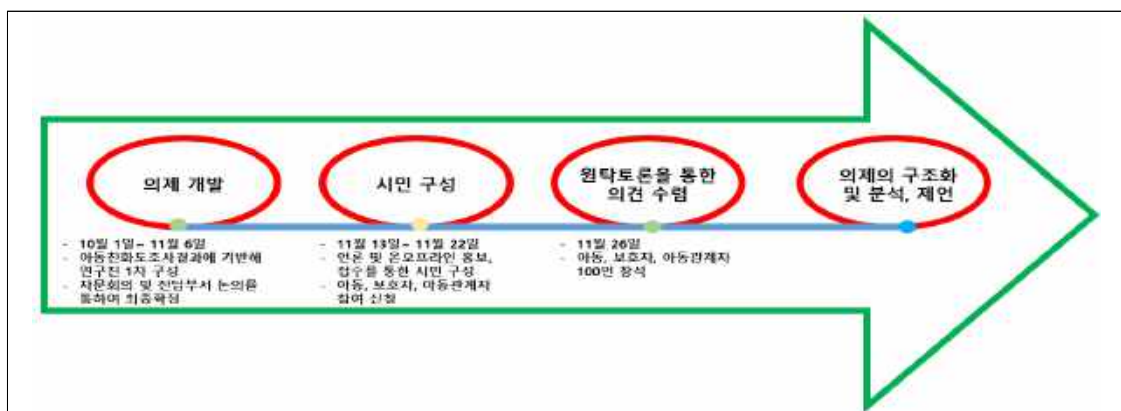 의제 개발
시민 구성
원탁토론을 통한
의견 수렴
의제의 구조화
및 분석, 제언
- 10월 1일~ 11월 6일
- 아동친화도조사결과에 기반해
연구진 1차 구성
- 자문회의 및 전담부서 논의를
통하여 최종확정
- 11월 13일~ 11월 22일
- 언론 및 온오프라인 홍보,
접수를 통한 시민 구성
- 아동, 보호자, 아동관계자
참여 신청
- 11월 26일
- 아동, 보호자, 아동관계자
100인 참석